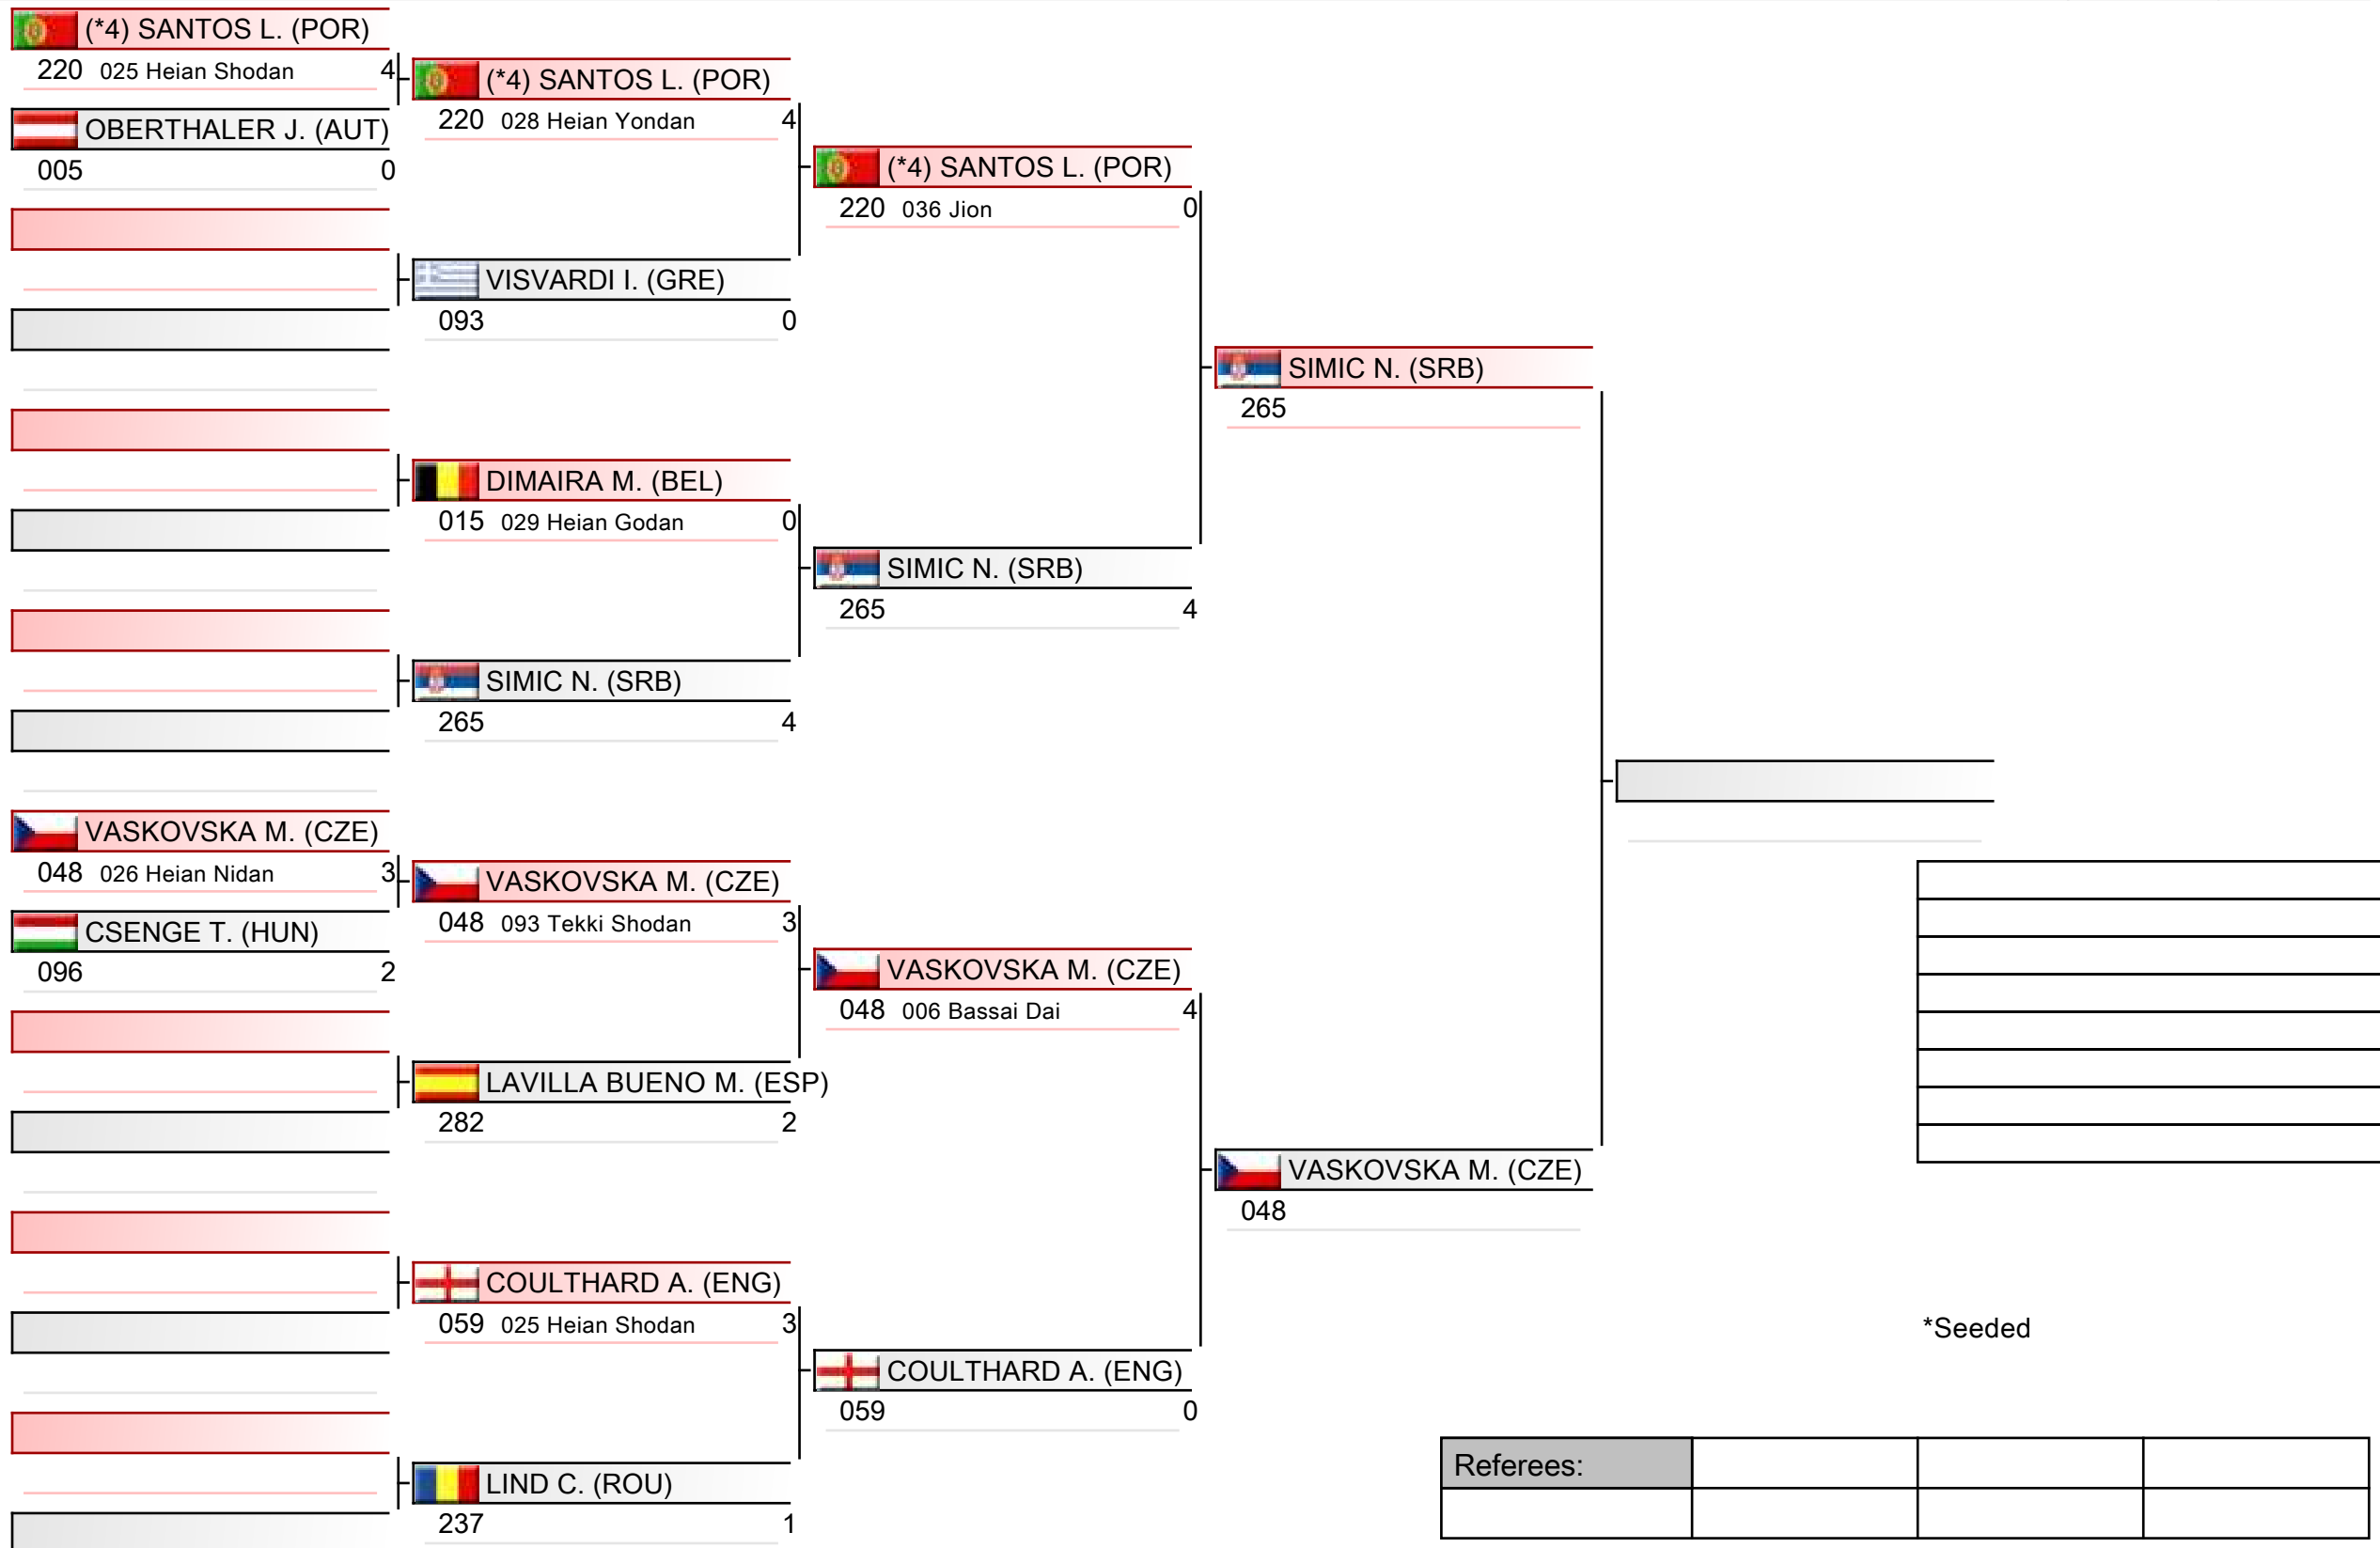 (*4) SANTOS L. (POR)
220 025 Heian Shodan 4
OBERTHALER J. (AUT)
005 0
VASKOVSKA M. (CZE)
048 026 Heian Nidan 3
CSENGE T. (HUN)
096 2
(*4) SANTOS L. (POR)
220 028 Heian Yondan 4
VISVARDI I. (GRE)
093 0
DIMAIRA M. (BEL)
015 029 Heian Godan 0
SIMIC N. (SRB)
265 4
VASKOVSKA M. (CZE)
048 093 Tekki Shodan 3
LAVILLA BUENO M. (ESP)
282 2
COULTHARD A. (ENG)
059 025 Heian Shodan 3
LIND C. (ROU)
237 1
(*4) SANTOS L. (POR)
220 036 Jion 0
SIMIC N. (SRB)
265 4
VASKOVSKA M. (CZE)
048 006 Bassai Dai 4
COULTHARD A. (ENG)
059 0
SIMIC N. (SRB)
265
VASKOVSKA M. (CZE)
048
*Seeded
Referees: